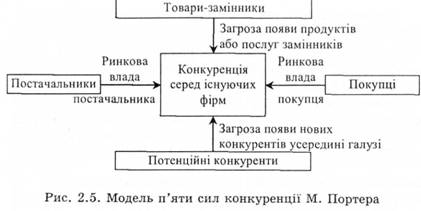 Товари-замінники
Загроза появи продуктів
або послуг замінників
Ринкова
влада
постачальника
Постачальники
Конкуренція
серед існуючих
фірм
Ринкова
влада
покупця
Покупці
Загроза появи нових
конкурентів усередині галузі
Потенційні конкуренти
Рис. 2.5. Модель п'яти сил конкуренції М. Портера